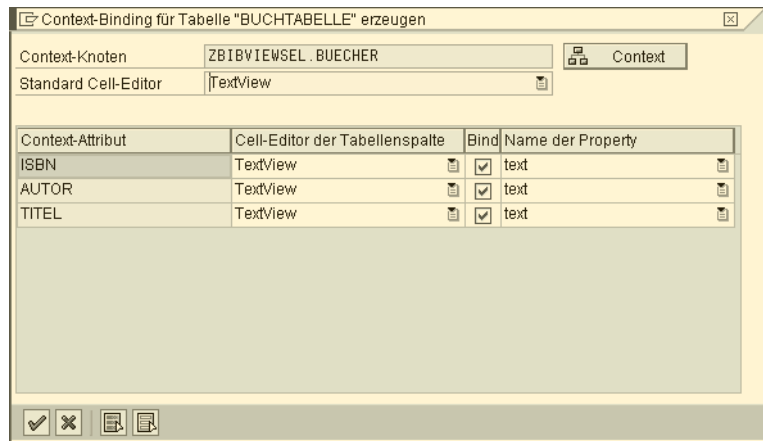 Context-Binding für Tabelle "BUCHTABELLE" erzeugen
Context-Knoten ZBIBVIEWSEL.BUECHER Context
Standard Cell-Editor TextView
Context-Attribut Cell-Editor der Tabellenspalte Bind Name der Property
ISBN TextView text
AUTOR TextView text
TITEL TextView text